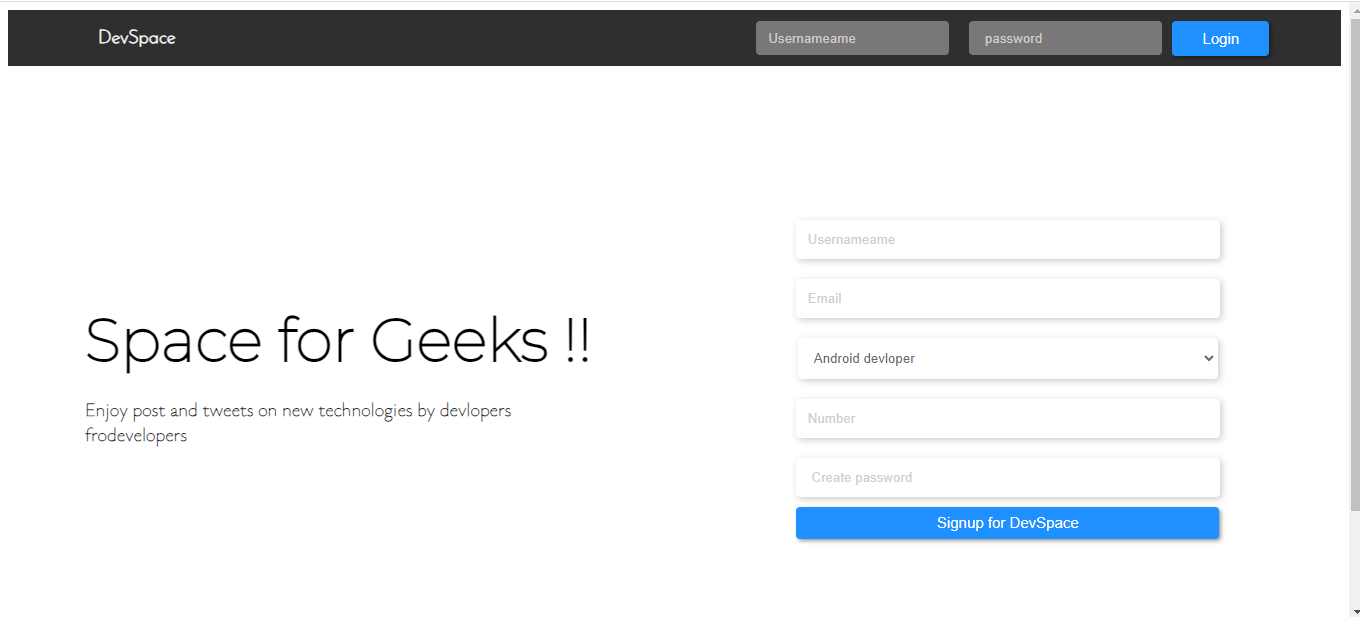 DevSpace
Usernameame
password
Login
Space for Geeks !!
Enjoy post and tweets on new technologies by devlopers
frodevelopers
Usernameame
Email
Android devloper
Number
Create password
Signup for DevSpace